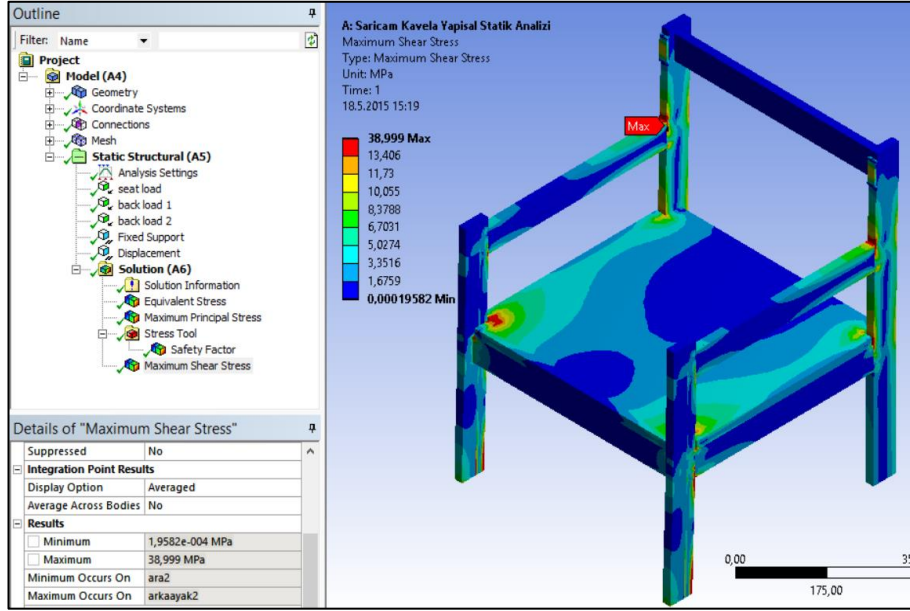 Outline
Filter: Name
Project
Model (A4)
Geometry
Coordinate Systems
Connections
Mesh
Static Structural (A5)
Analysis Settings
seat load
back load 1
back load 2
Fixed Support
Displacement
Solution (A6)
Solution Information
Equivalent Stress
Maximum Principal Stress
Stress Tool
Safety Factor
Maximum Shear Stress
Details of "Maximum Shear Stress"
Suppressed No
Integration Point Results
Display Option Averaged
Average Across Bodies No
Results
Minimum 1,9582e-004 MPa
Maximum 38,999 MPa
Minimum Occurs On ara2
Maximum Occurs On arkaayak2
A: Saricam Kavela Yapisal Statik Analizi
Maximum Shear Stress
Type: Maximum Shear Stress
Unit: MPa
Time: 1
18.5.2015 15:19
38,999 Max
13,406
11,73
10,055
8,3788
6,7031
5,0274
3,3516
1,6759
0,00019582 Min
Max
0,00 35
175,00